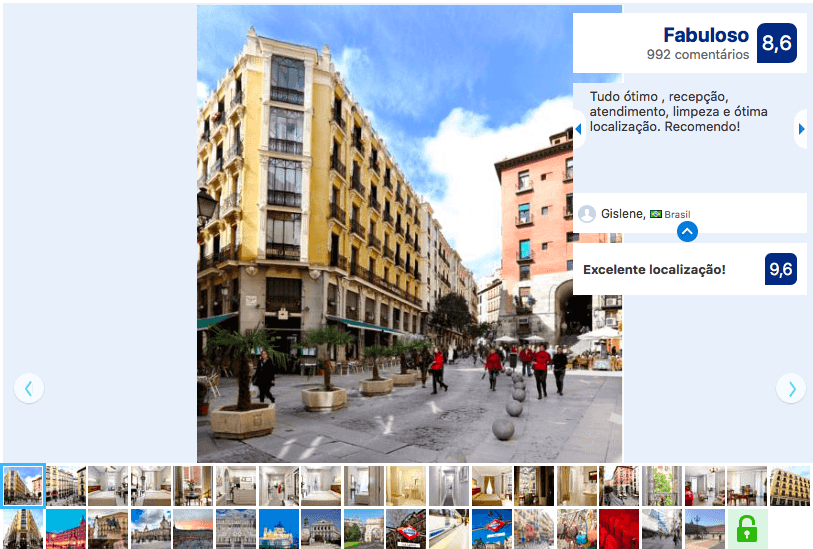 Fabuloso
992 comentários
8,6
Tudo ótimo , recepção,
atendimento, limpeza e ótima
localização. Recomendo!
Gislene, Brasil
Excelente localização!
9,6